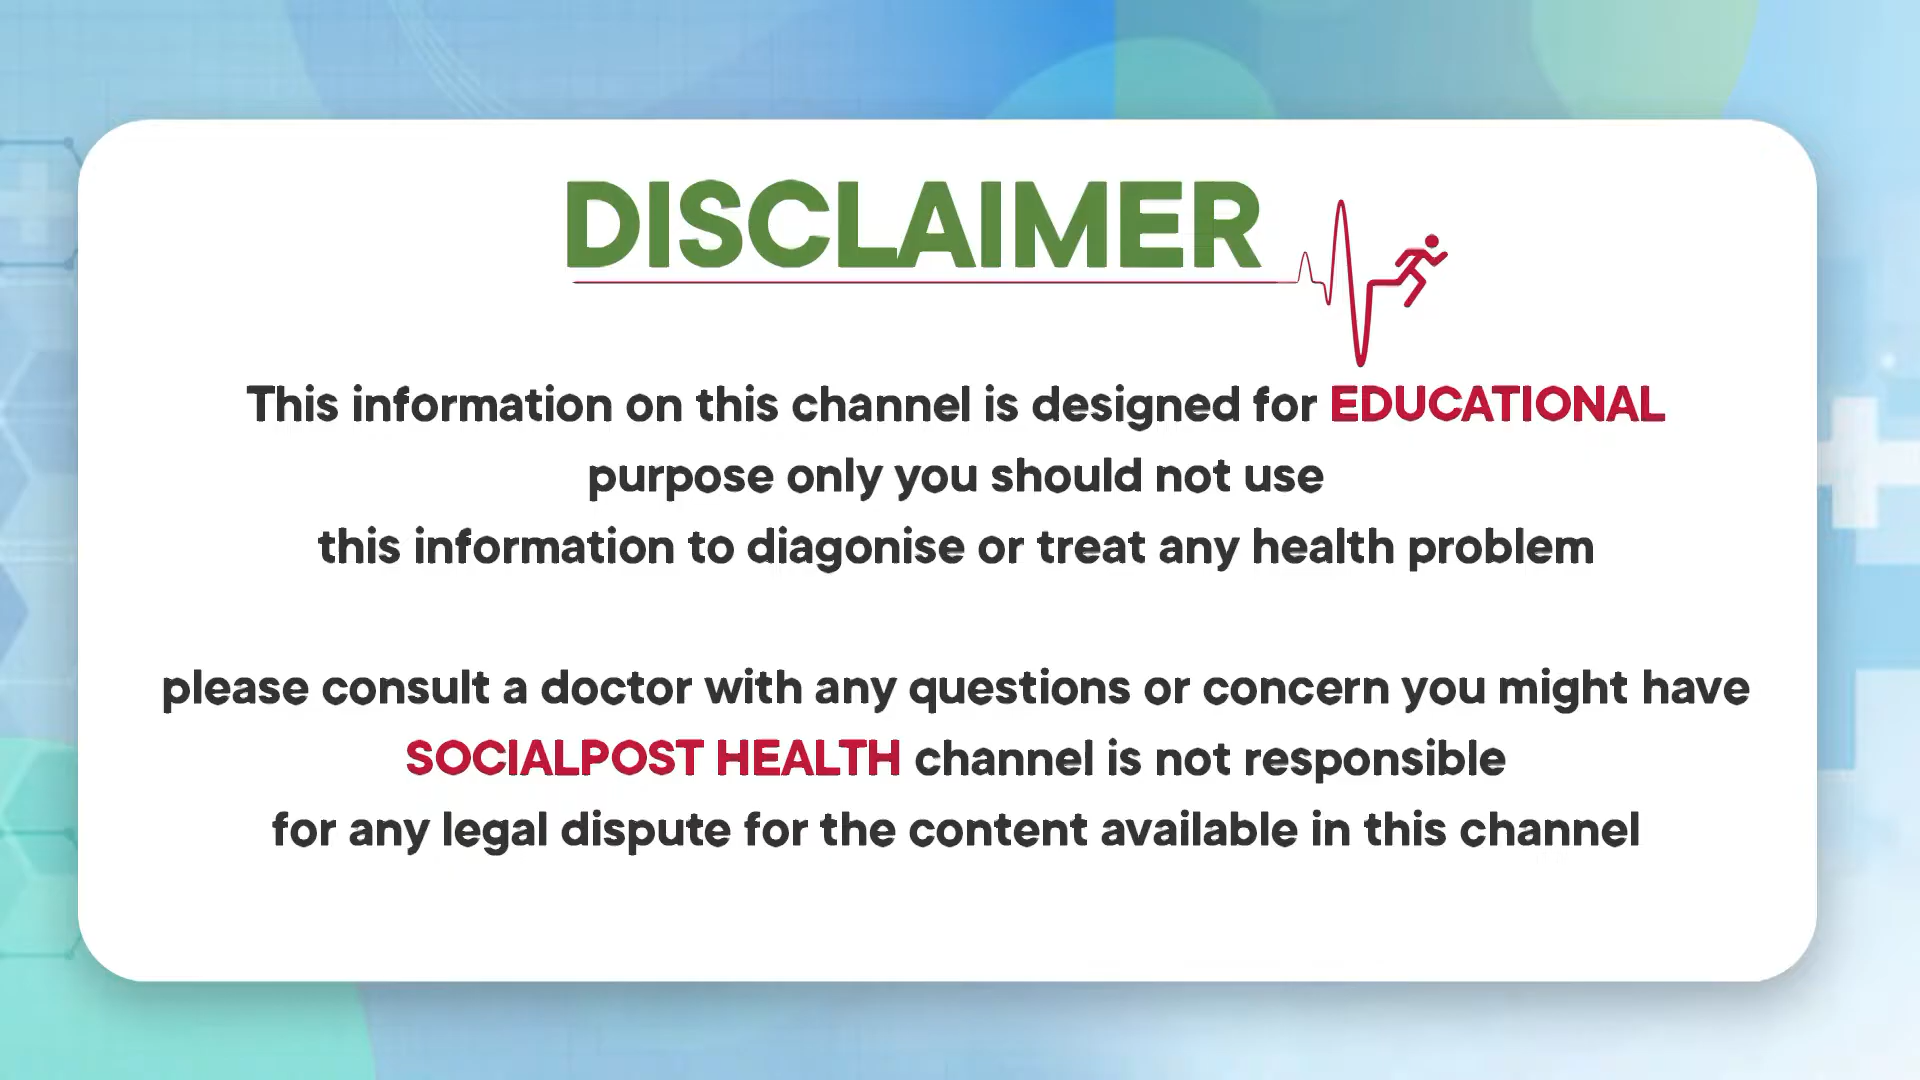 DISCLAIMER
This information on this channel is designed for EDUCATIONAL
purpose only you should not use
this information to diagonise or treat any health problem
please consult a doctor with any questions or concern you might have
SOCIALPOST HEALTH channel is not responsible
for any legal dispute for the content available in this channel